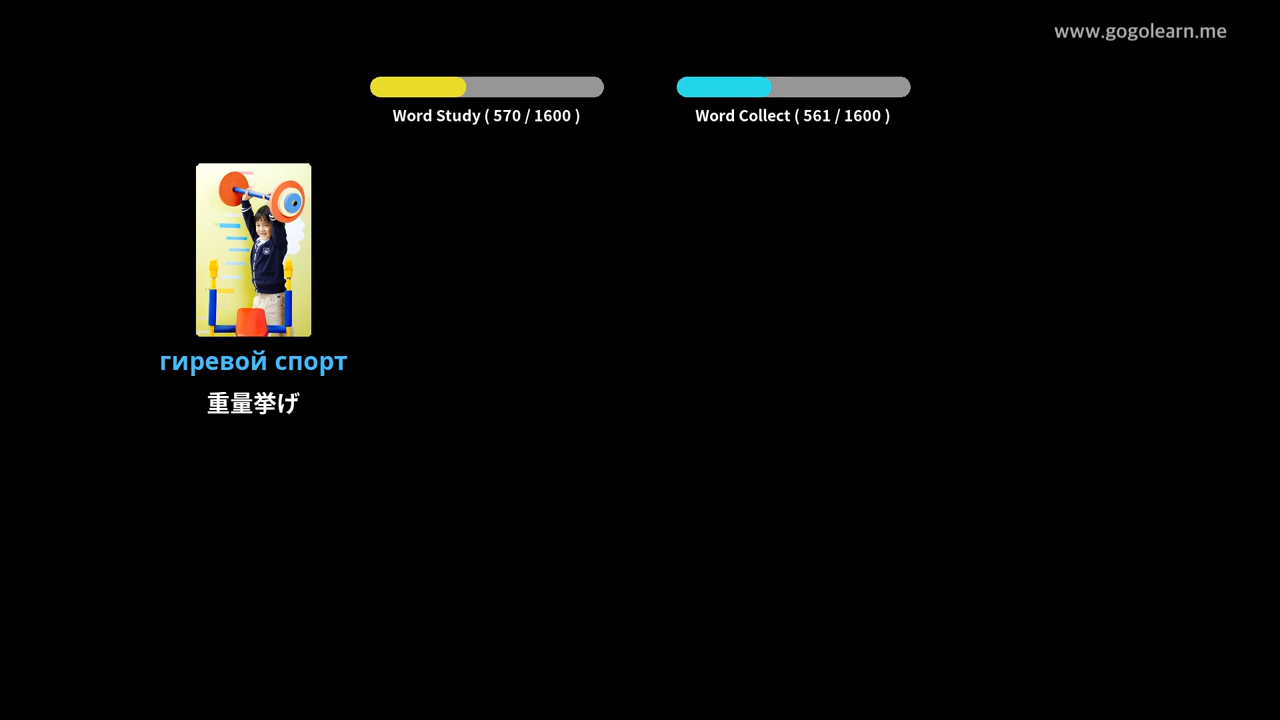 www.gogolearn.me
Word Study ( 570 / 1600 )
Word Collect ( 561 / 1600 )
гиревой спорт
重量挙げ